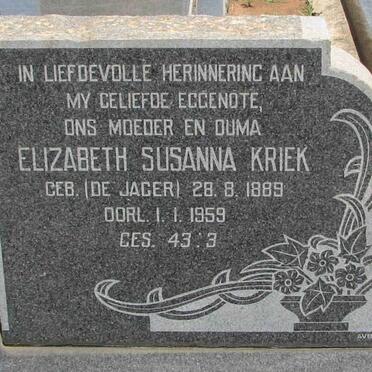 IN LIEFDEVOLLE HERINNERING AAN
MY GELIEFDE EGGENOTE,
ONS MOEDER EN OUMA
ELIZABETH SUSANNA KRIEK
GEB. (DE JAGER) 28. 8. 1889
OORL. 1. 1. 1959
GES. 43:3